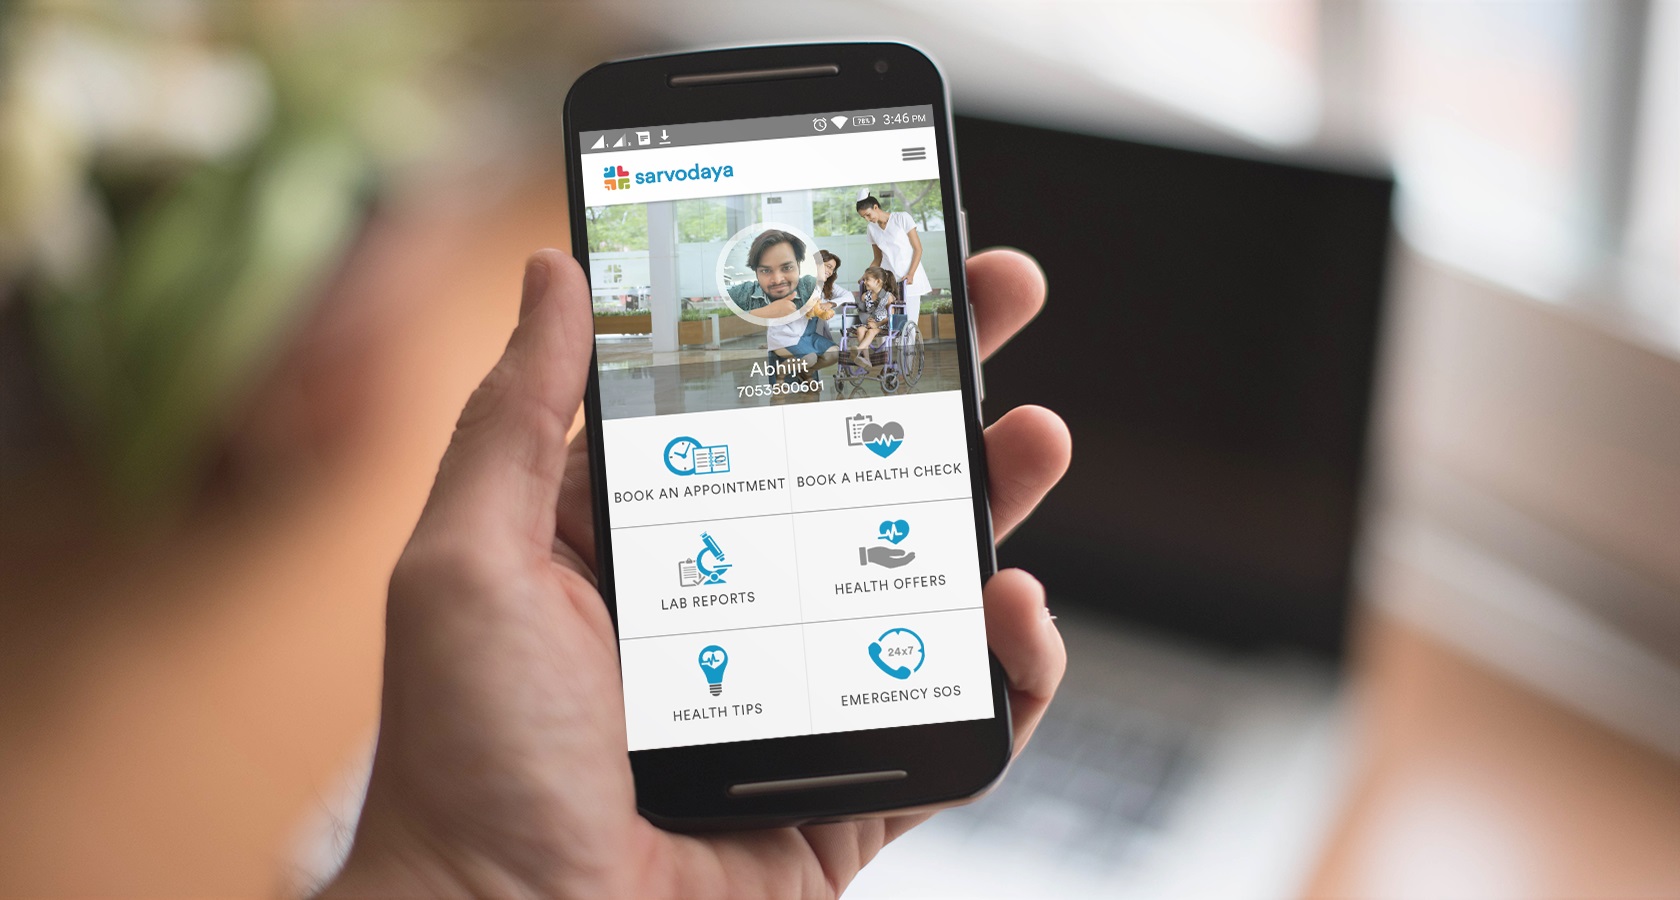 78% 3:46 PM
sarvodaya
Abhijit
7053500601
BOOK AN APPOINTMENT
BOOK A HEALTH CHECK
LAB REPORTS
HEALTH OFFERS
HEALTH TIPS
24x7
EMERGENCY SOS